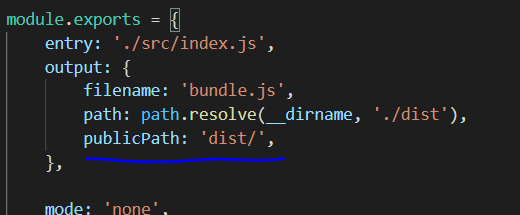 module.exports = {
entry: './src/index.js',
output: {
filename: 'bundle.js',
path: path.resolve(__dirname, './dist'),
publicPath: 'dist/',
},
mode: 'none',